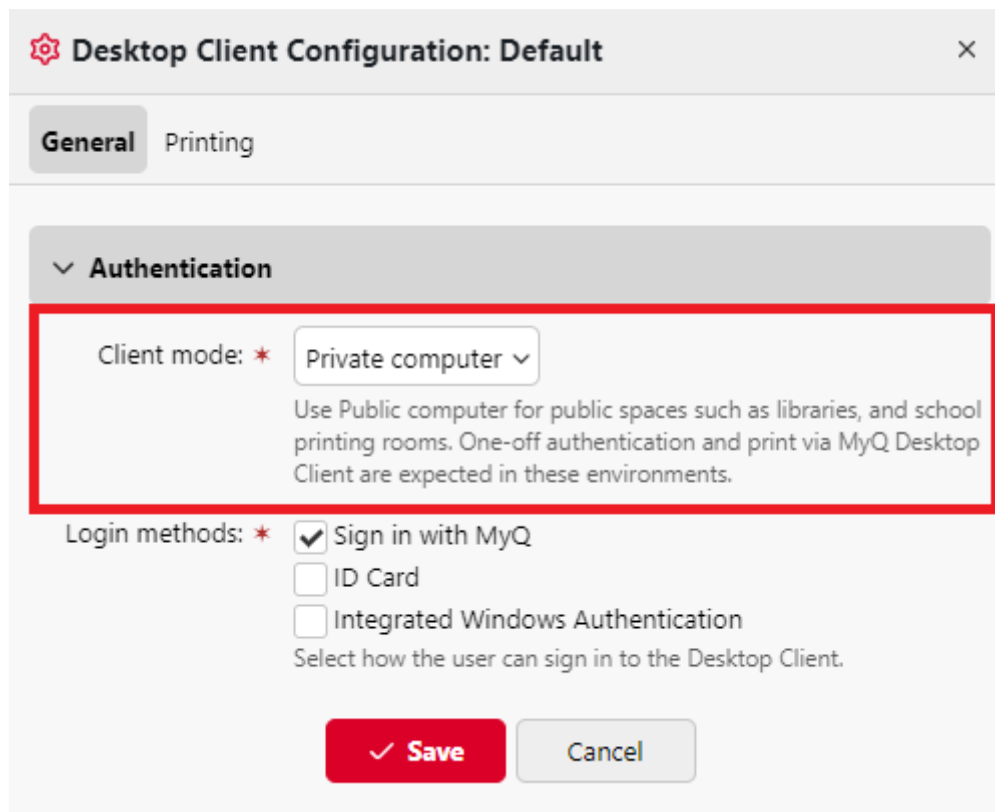 Desktop Client Configuration: Default
General Printing
Authentication
Client mode: * Private computer
Use Public computer for public spaces such as libraries, and school
printing rooms. One-off authentication and print via MyQ Desktop
Client are expected in these environments.
Login methods: * Sign in with MyQ
ID Card
Integrated Windows Authentication
Select how the user can sign in to the Desktop Client.
Save Cancel